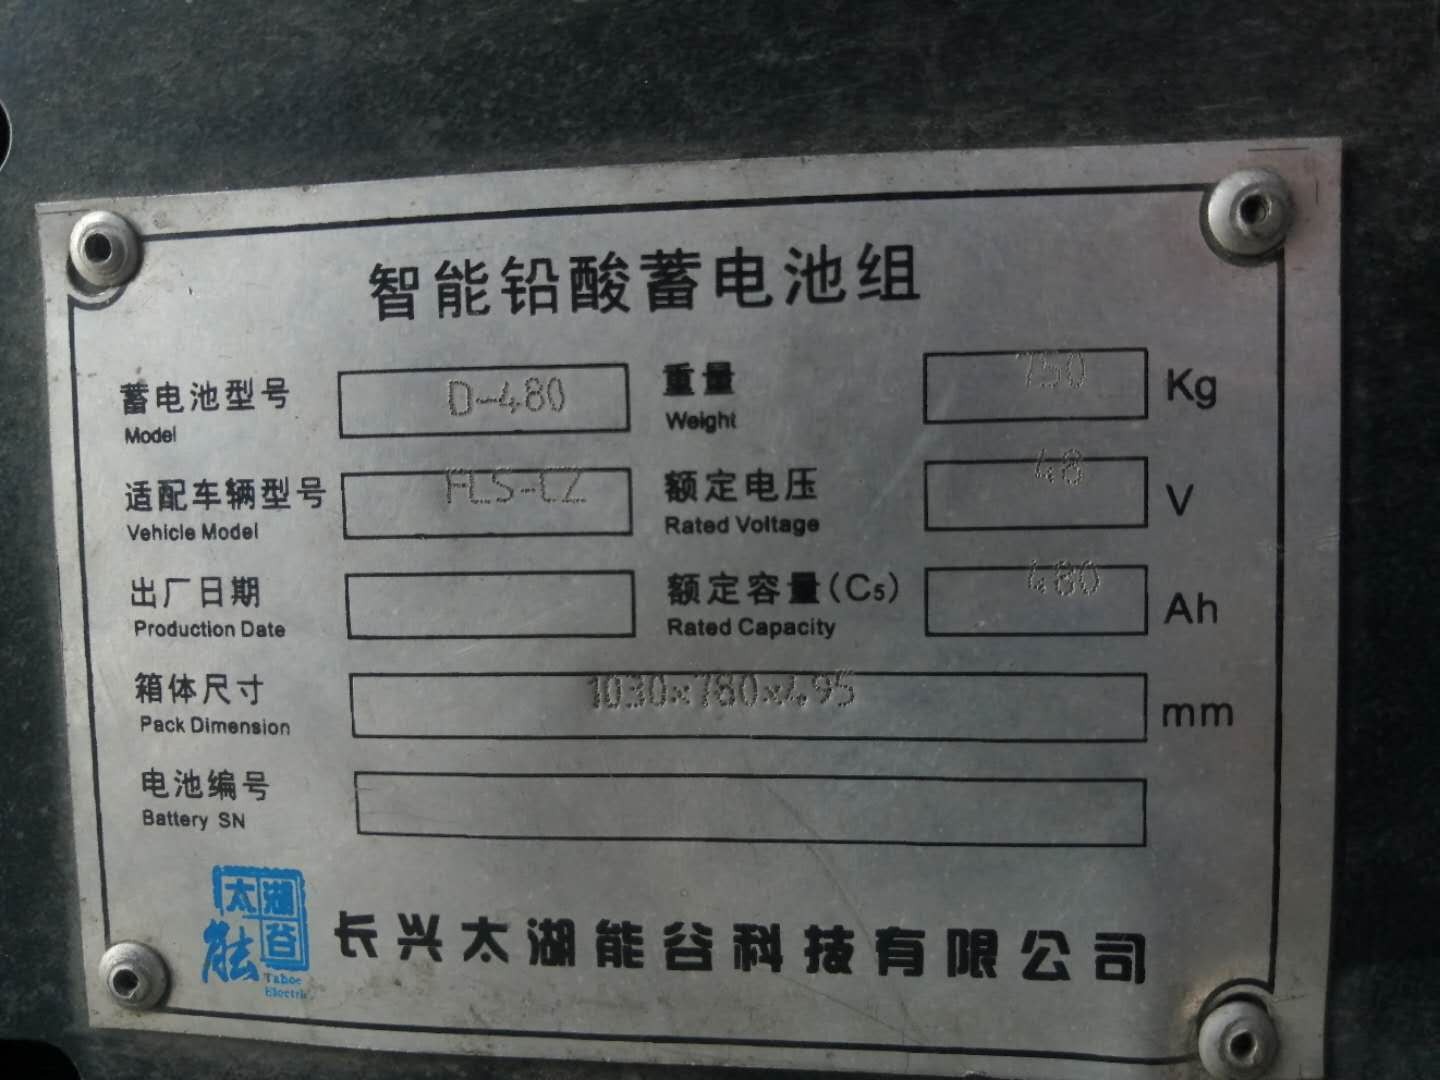 智能铅酸蓄电池组
蓄电池型号 D-480 重量 750 Kg
Model Weight
适配车辆型号 FLS-CZ 额定电压 48 V
Vehicle Model Rated Voltage
出厂日期 额定容量(C5) 480 Ah
Production Date Rated Capacity
箱体尺寸 1030×780×495 mm
Pack Dimension
电池编号
Battery SN
太湖能谷
Tahoe
Electric
长兴太湖能谷科技有限公司